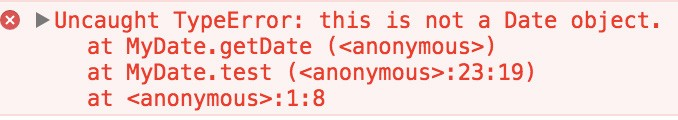 Uncaught TypeError: this is not a Date object.
at MyDate.getDate (<anonymous>)
at MyDate.test (<anonymous>:23:19)
at <anonymous>:1:8